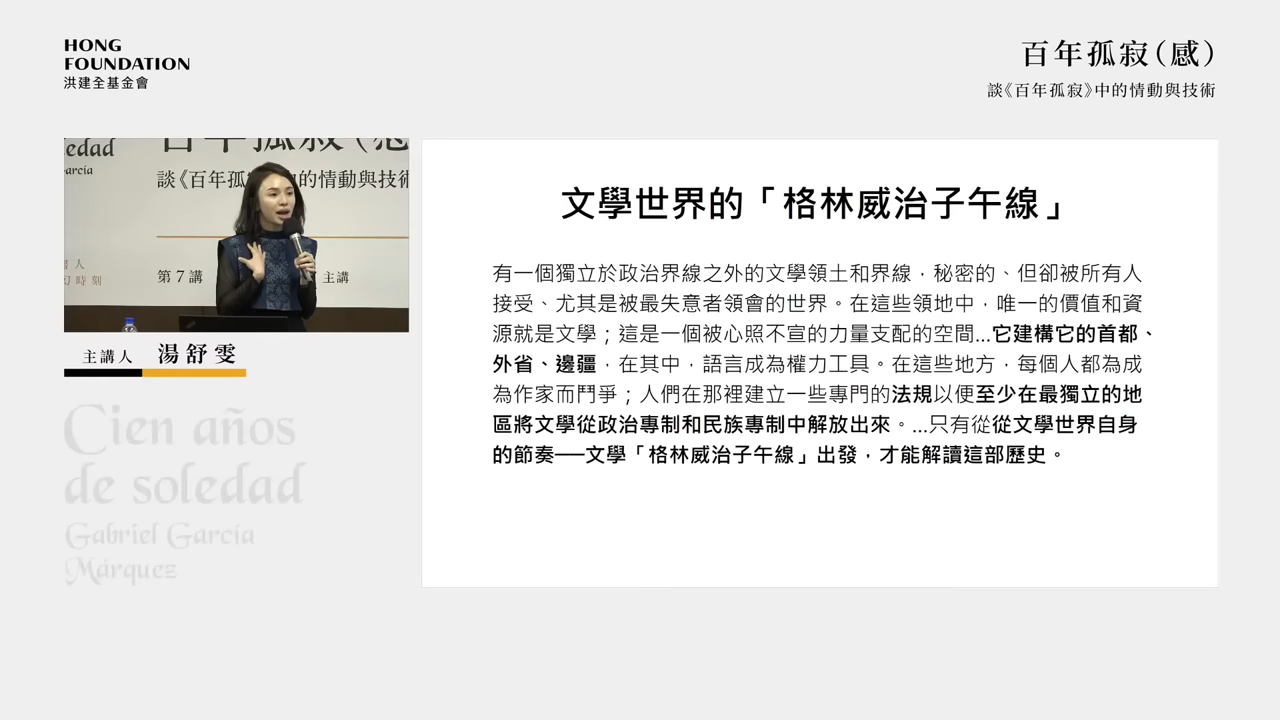 HONG
FOUNDATION
洪建全基金會
百年孤寂（感）
談《百年孤寂》中的情動與技術
edad
arcía
談《百年孤 的情動與技術
第 7 講 主講
主講人 湯舒雯
Cien años
de soledad
Gabriel García
Márquez
文學世界的「格林威治子午線」
有一個獨立於政治界線之外的文學領土和界線，秘密的、但卻被所有人
接受、尤其是被最失意者領會的世界。在這些領地中，唯一的價值和資
源就是文學；這是一個被心照不宣的力量支配的空間...它建構它的首都、
外省、邊疆，在其中，語言成為權力工具。在這些地方，每個人都為成
為作家而鬥爭；人們在那裡建立一些專門的法規以便至少在最獨立的地
區將文學從政治專制和民族專制中解放出來。...只有從從文學世界自身
的節奏──文學「格林威治子午線」出發，才能解讀這部歷史。